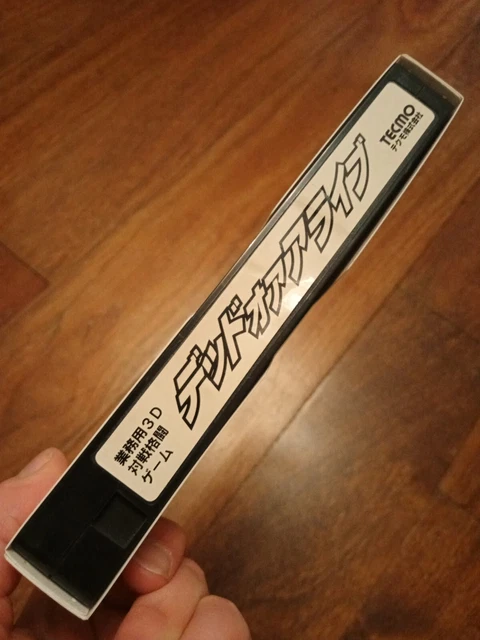 業務用3D
対戦格闘
ゲーム
デッドオアアライブ
TECMO
テクモ株式会社